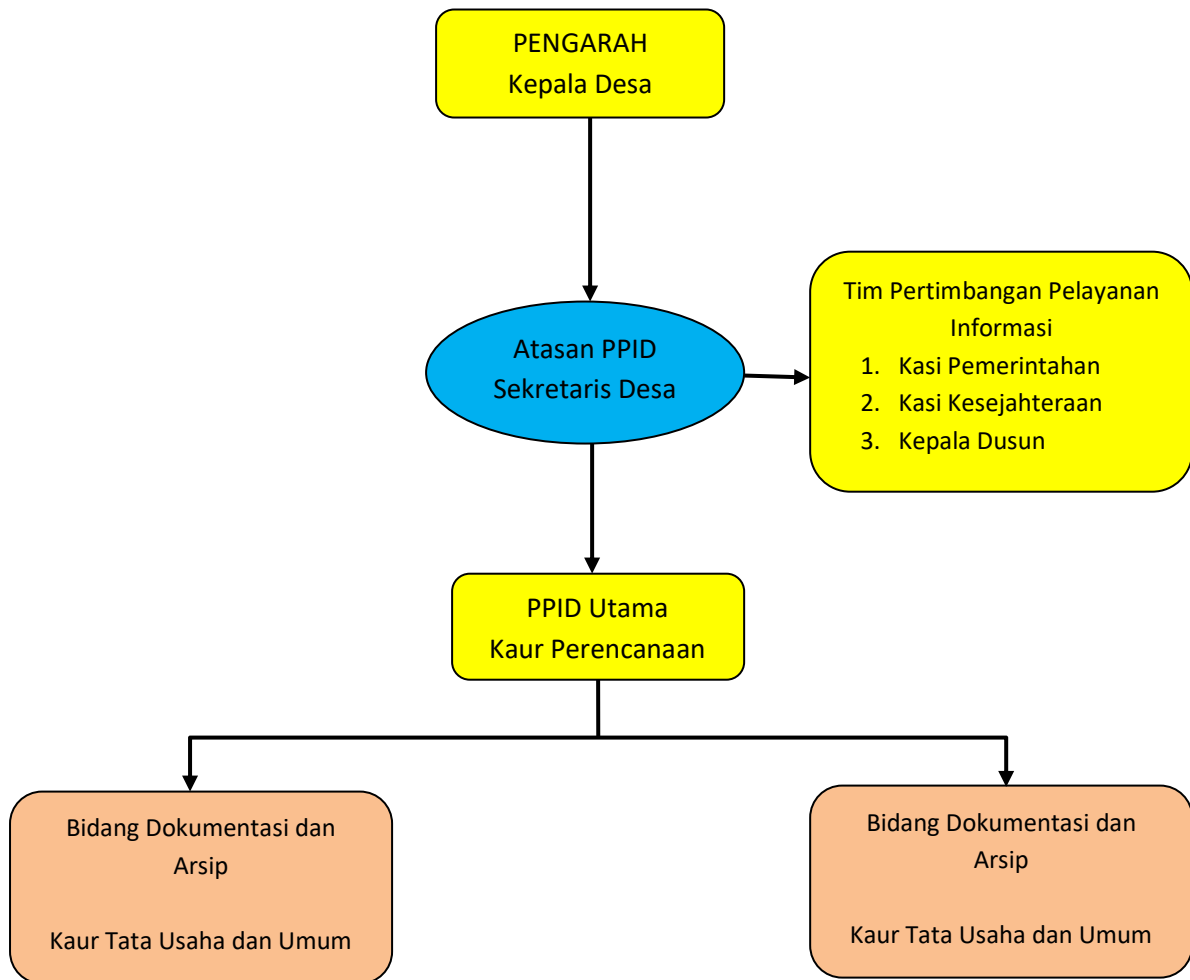 PENGARAH
Kepala Desa
Atasan PPID
Sekretaris Desa
Tim Pertimbangan Pelayanan
Informasi
1. Kasi Pemerintahan
2. Kasi Kesejahteraan
3. Kepala Dusun
PPID Utama
Kaur Perencanaan
Bidang Dokumentasi dan
Arsip
Kaur Tata Usaha dan Umum
Bidang Dokumentasi dan
Arsip
Kaur Tata Usaha dan Umum